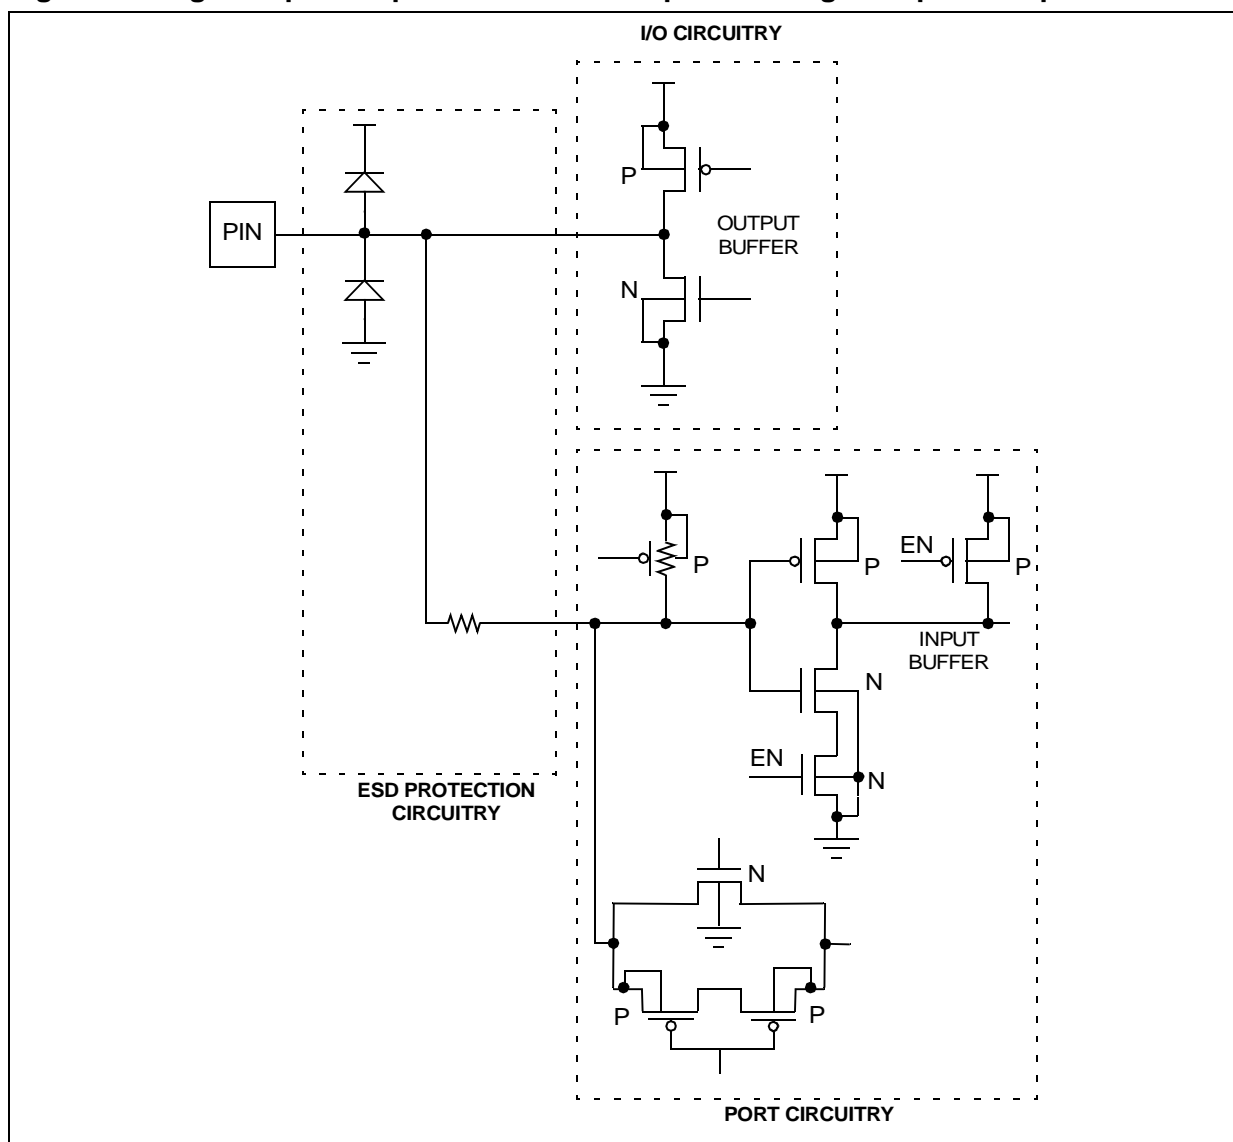 I/O CIRCUITRY
P
PIN
OUTPUT
BUFFER
N
EN
P
P
P
INPUT
BUFFER
N
EN
N
ESD PROTECTION
CIRCUITRY
N
P
P
PORT CIRCUITRY